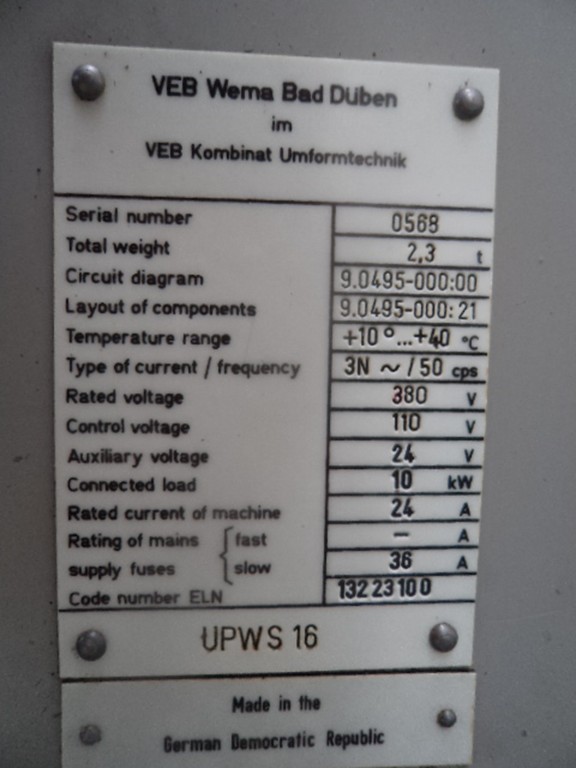 VEB Wema Bad Düben
im
VEB Kombinat Umformtechnik
Serial number 0568
Total weight 2,3 t
Circuit diagram 9.0495-000:00
Layout of components 9.0495-000:21
Temperature range +10°...+40 °C
Type of current / frequency 3N ~ / 50 cps
Rated voltage 380 V
Control voltage 110 V
Auxiliary voltage 24 V
Connected load 10 kW
Rated current of machine 24 A
Rating of mains { fast – A
supply fuses slow 36 A
Code number ELN 132 23 10 0
UPWS 16
Made in the
German Democratic Republic